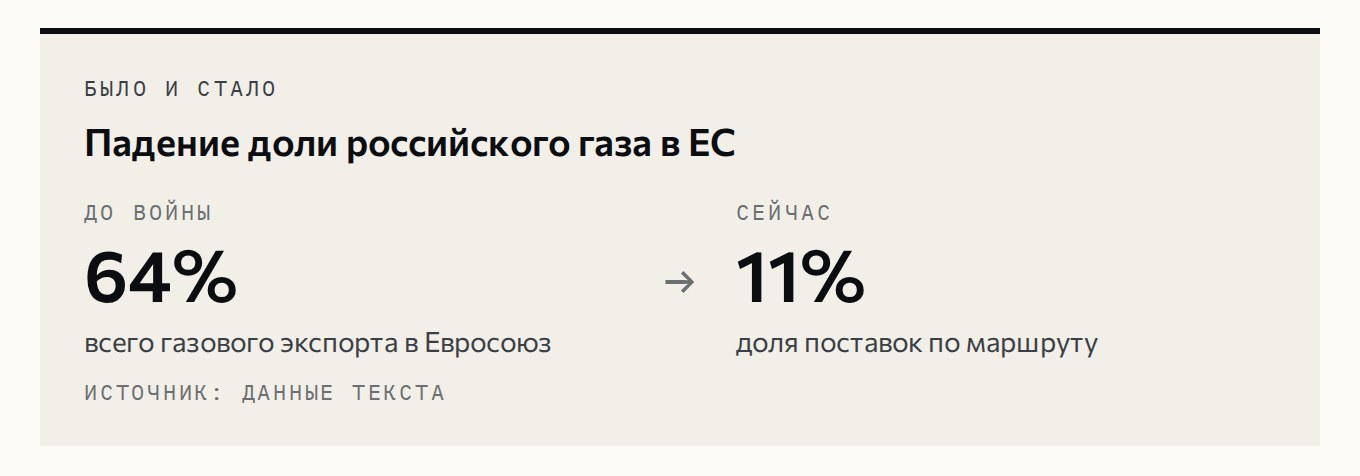 БЫЛО И СТАЛО
Падение доли российского газа в ЕС
ДО ВОЙНЫ
64%
всего газового экспорта в Евросоюз
→
СЕЙЧАС
11%
доля поставок по маршруту
ИСТОЧНИК: ДАННЫЕ ТЕКСТА